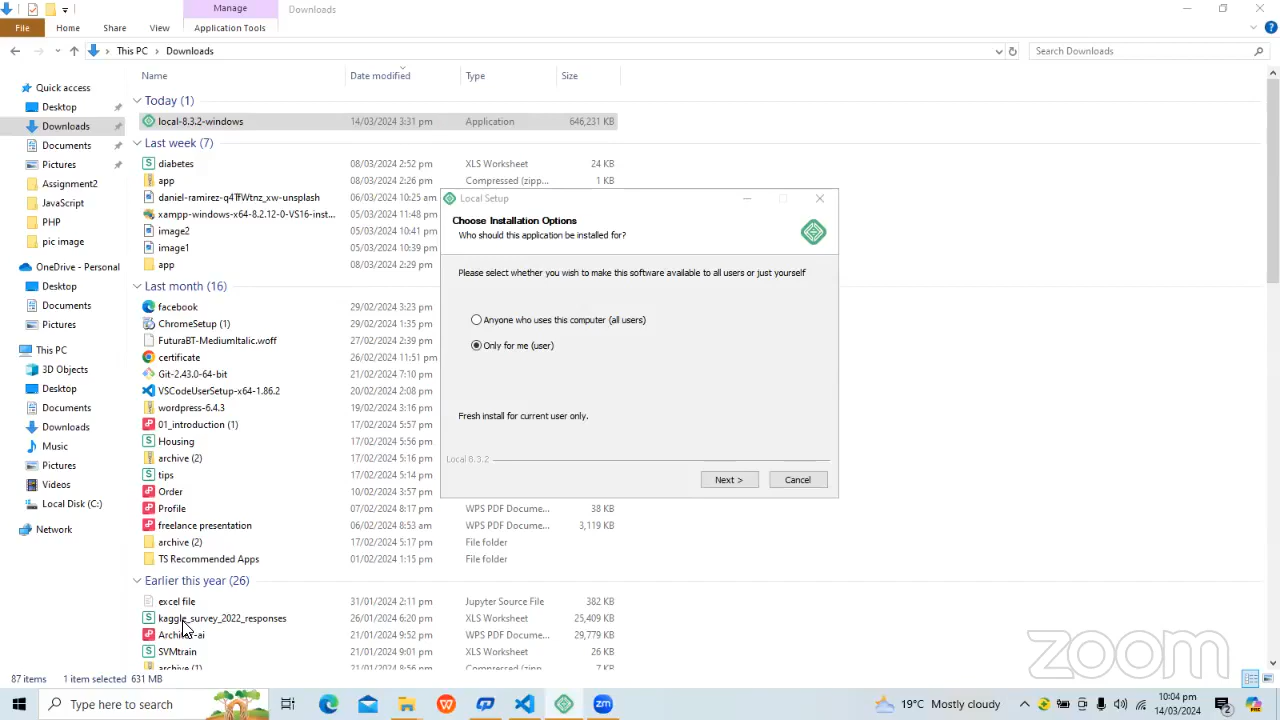 Manage
Downloads
File
Home
Share
View
Application Tools
This PC
Downloads
Search Downloads
Name
Date modified
Type
Size
Quick access
Desktop
Downloads
Documents
Pictures
Assignment2
JavaScript
PHP
pic image
OneDrive - Personal
Desktop
Documents
Pictures
This PC
3D Objects
Desktop
Documents
Downloads
Music
Pictures
Videos
Local Disk (C:)
Network
Today (1)
local-8.3.2-windows 14/03/2024 3:31 pm Application 646,231 KB
Last week (7)
diabetes 08/03/2024 2:52 pm XLS Worksheet 24 KB
app 08/03/2024 2:26 pm Compressed (zipp... 1 KB
daniel-ramirez-q4TfWtnz_xw-unsplash 06/03/2024 10:25 am
xampp-windows-x64-8.2.12-0-VS16-inst... 05/03/2024 11:48 pm
image2 05/03/2024 10:41 pm
image1 05/03/2024 10:39 pm
app 08/03/2024 2:29 pm
Last month (16)
facebook 29/02/2024 3:23 pm
ChromeSetup (1) 29/02/2024 1:35 pm
FuturaBT-MediumItalic.woff 27/02/2024 2:39 pm
certificate 26/02/2024 11:51 pm
Git-2.43.0-64-bit 21/02/2024 7:10 pm
VSCodeUserSetup-x64-1.86.2 20/02/2024 2:08 pm
wordpress-6.4.3 19/02/2024 3:16 pm
01_introduction (1) 17/02/2024 5:57 pm
Housing 17/02/2024 5:56 pm
archive (2) 17/02/2024 5:16 pm
tips 17/02/2024 5:14 pm
Order 10/02/2024 3:57 pm
Profile 07/02/2024 8:17 pm WPS PDF Docume... 38 KB
freelance presentation 06/02/2024 8:53 am WPS PDF Docume... 3,119 KB
archive (2) 17/02/2024 5:17 pm File folder
TS Recommended Apps 01/02/2024 1:15 pm File folder
Earlier this year (26)
excel file 31/01/2024 2:11 pm Jupyter Source File 382 KB
kaggle_survey_2022_responses 26/01/2024 6:20 pm XLS Worksheet 25,409 KB
21/01/2024 9:52 pm WPS PDF Docume... 29,779 KB
SVMtrain 21/01/2024 9:01 pm XLS Worksheet 26 KB
archive (1) 21/01/2024 8:56 pm Compressed (zipp... 7 KB
Local Setup
Choose Installation Options
Who should this application be installed for?
Please select whether you wish to make this software available to all users or just yourself
Anyone who uses this computer (all users)
Only for me (user)
Fresh install for current user only.
Local 8.3.2
Next >
Cancel
zoom
87 items
1 item selected 631 MB
Type here to search
19°C Mostly cloudy
10:04 pm
14/03/2024
2